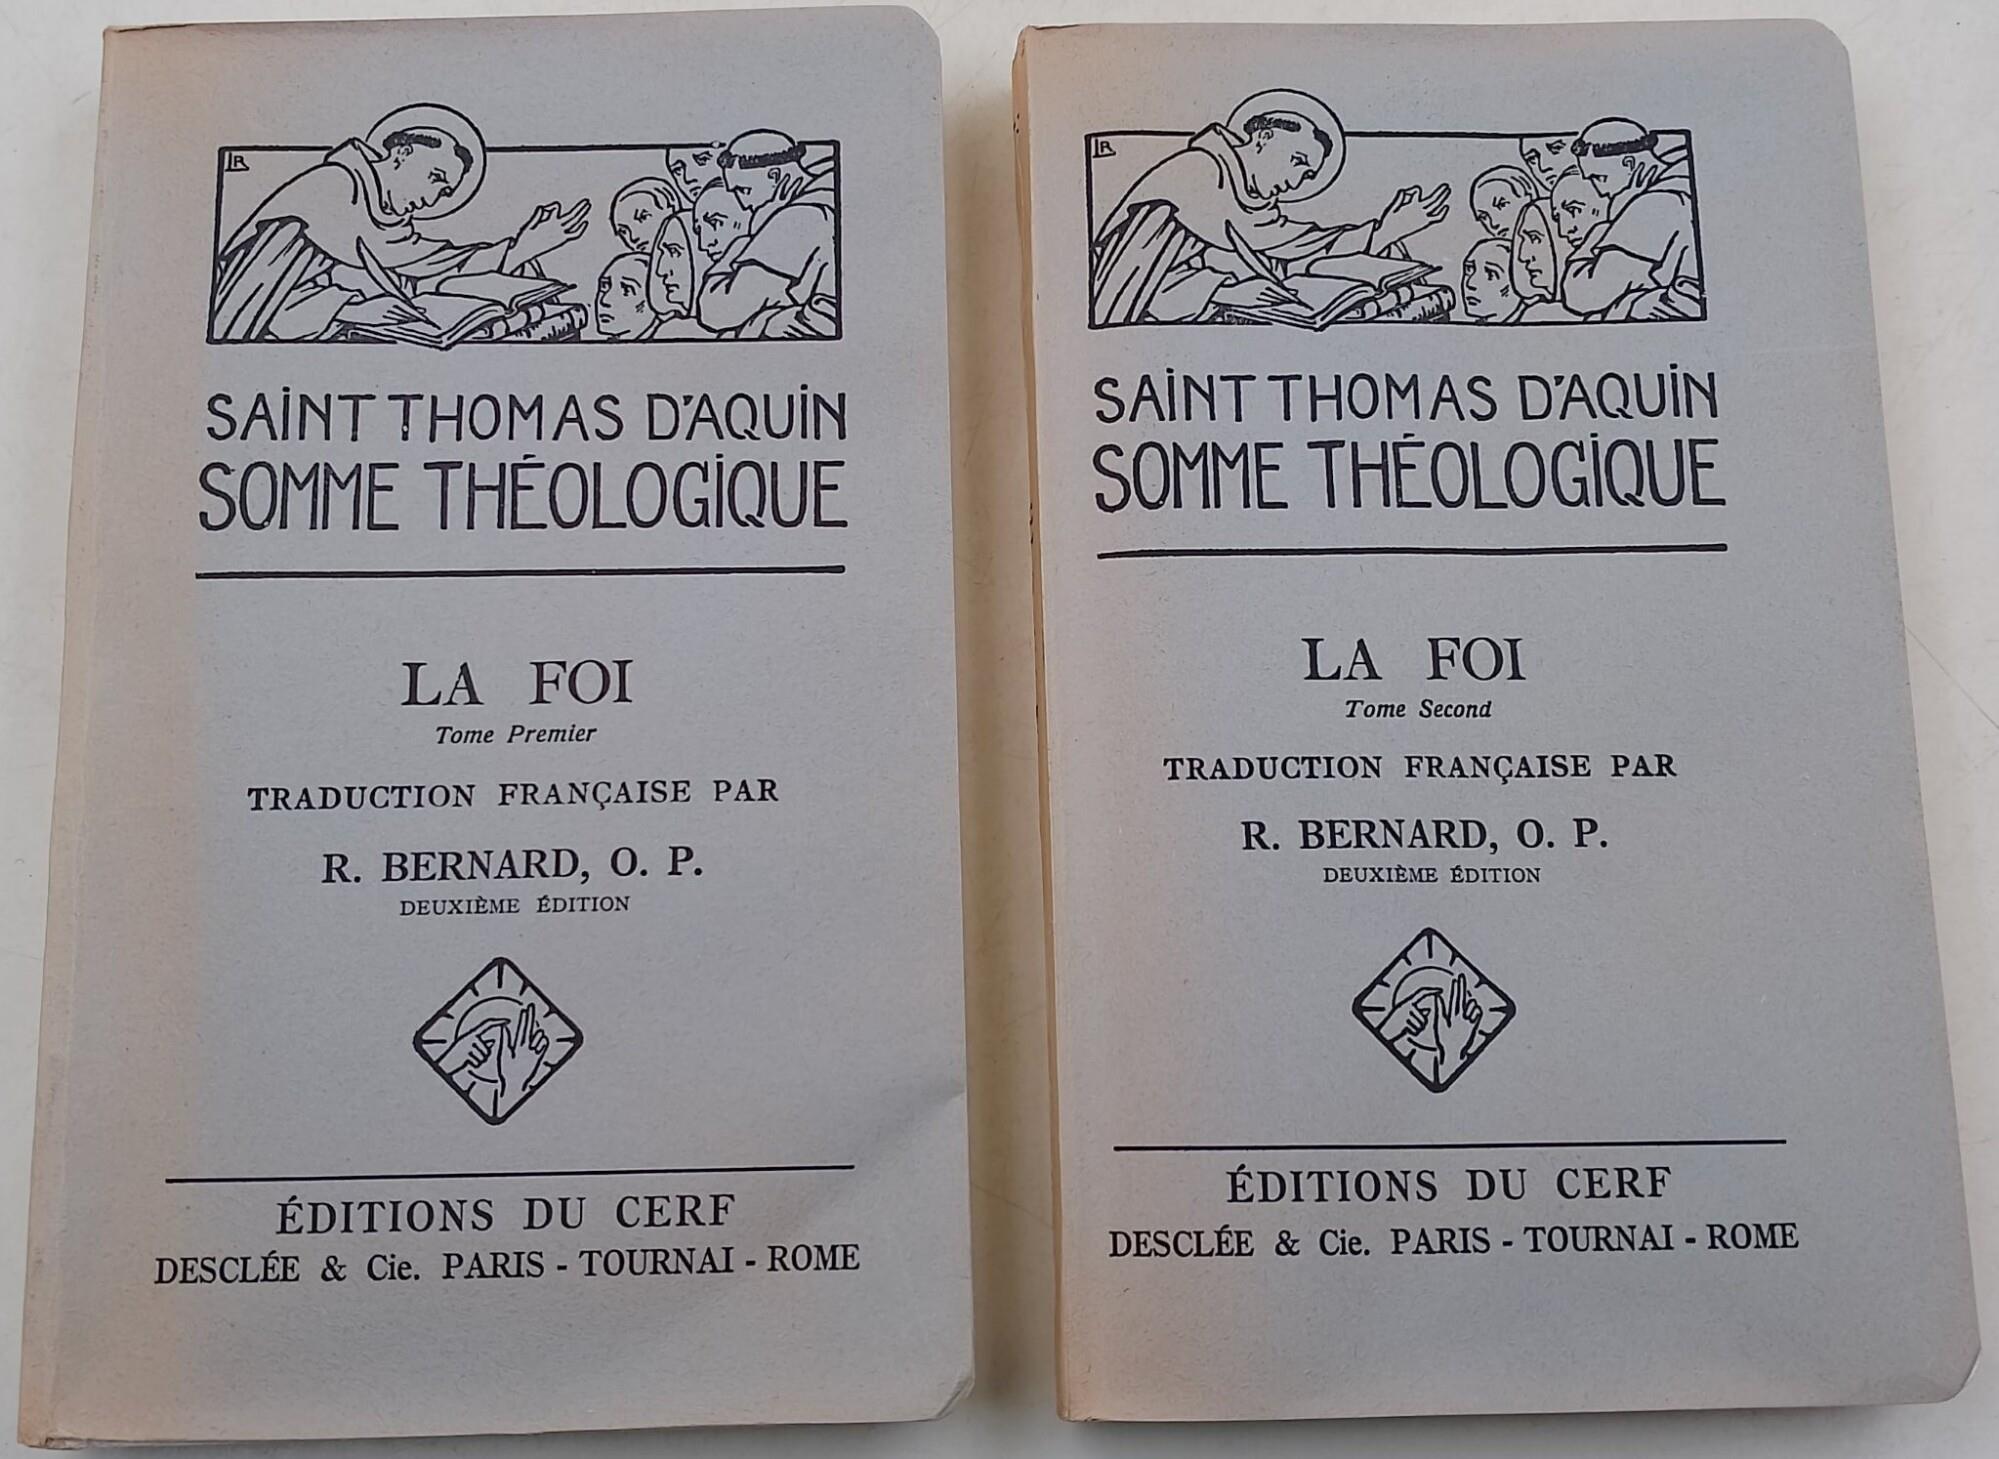 LR
SAiNT THOMAS D'AQUiN
SOMME THÉOLOGiQUE
LA FOI
Tome Premier
TRADUCTION FRANÇAISE PAR
R. BERNARD, O. P.
DEUXIÈME ÉDITION
ÉDITIONS DU CERF
DESCLÉE & Cie. PARIS - TOURNAI - ROME
LR
SAiNT THOMAS D'AQUiN
SOMME THÉOLOGiQUE
LA FOI
Tome Second
TRADUCTION FRANÇAISE PAR
R. BERNARD, O. P.
DEUXIÈME ÉDITION
ÉDITIONS DU CERF
DESCLÉE & Cie. PARIS - TOURNAI - ROME